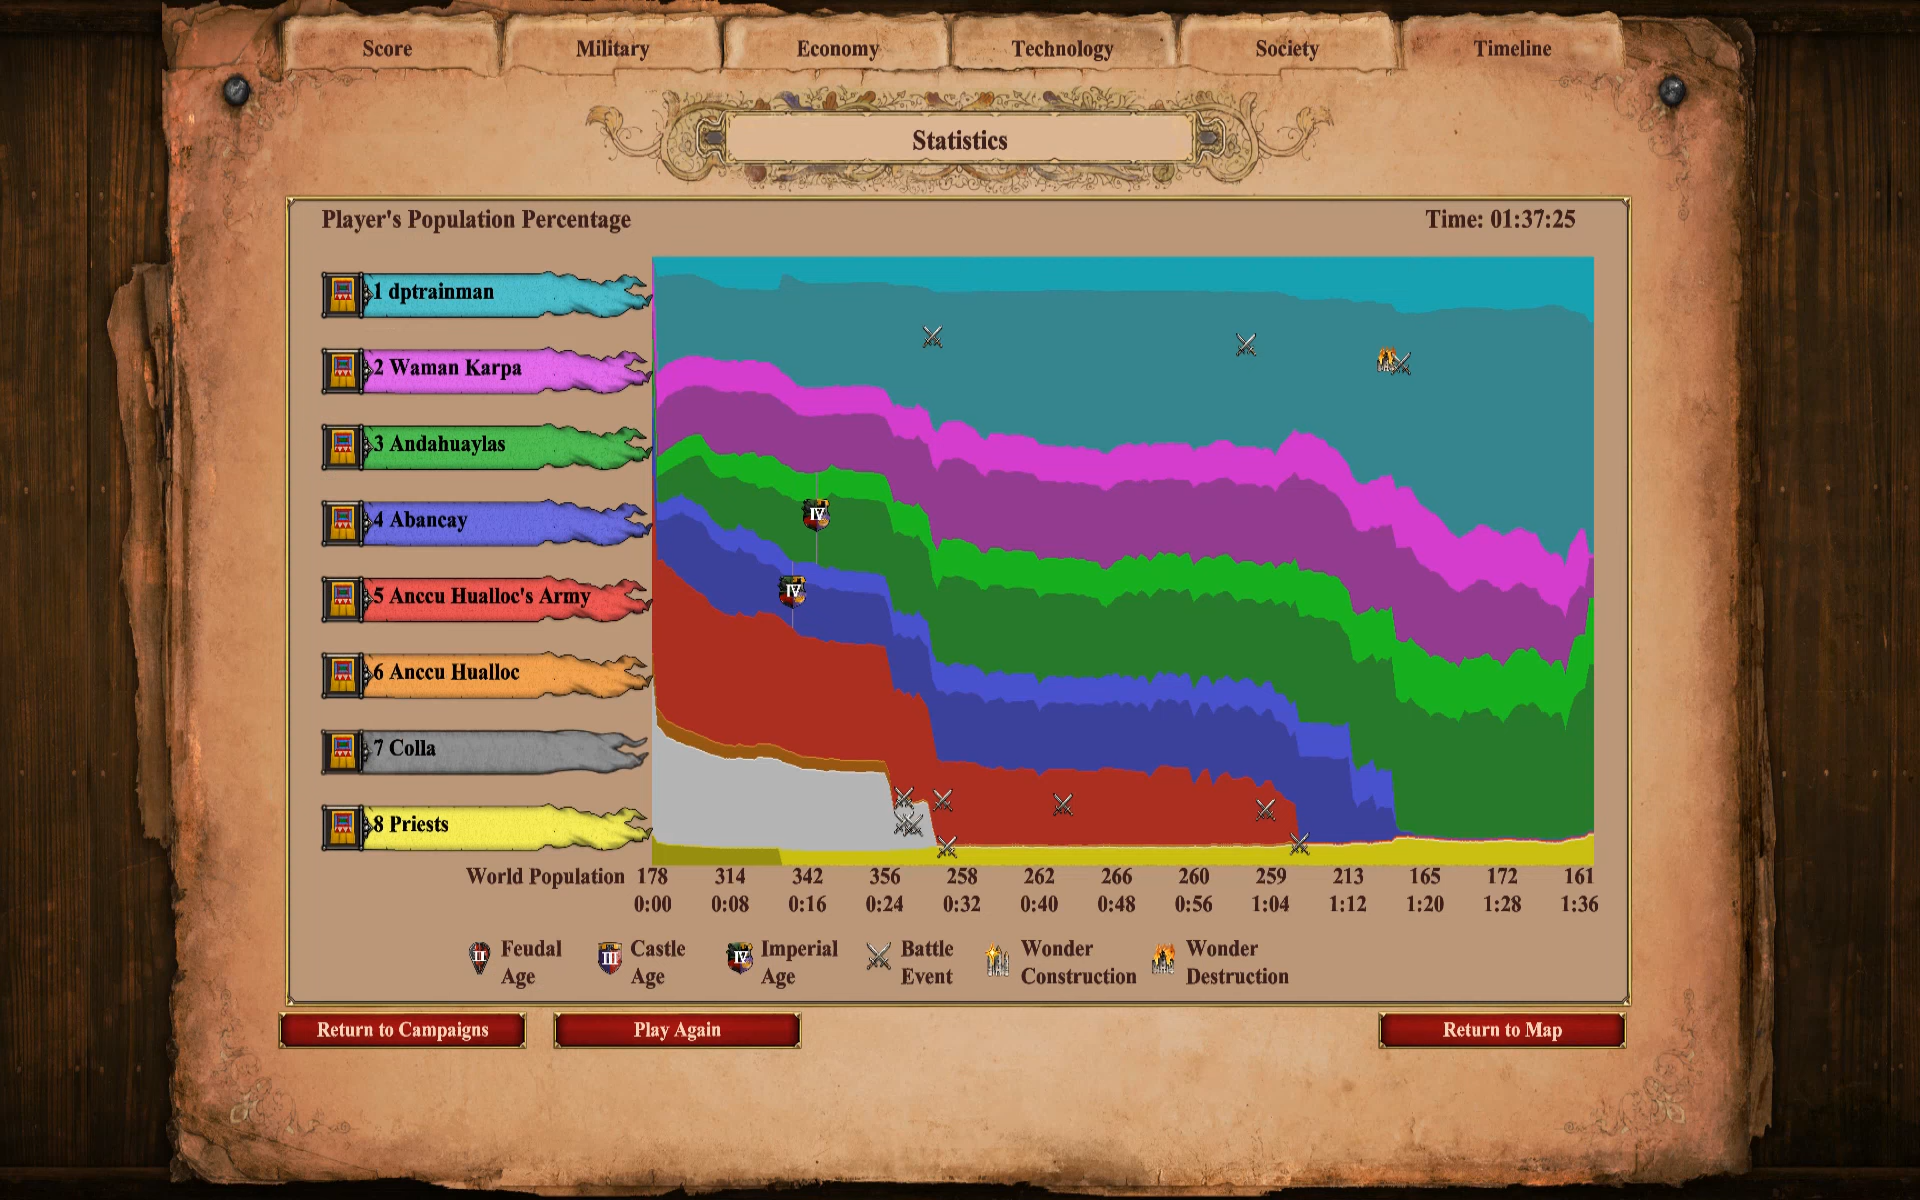 Score Military Economy Technology Society Timeline
Statistics
Player's Population Percentage Time: 01:37:25
1 dptrainman
2 Waman Karpa
3 Andahuaylas
4 Abancay
5 Anccu Hualloc's Army
6 Anccu Hualloc
7 Colla
8 Priests
IV
IV
World Population 178 314 342 356 258 262 266 260 259 213 165 172 161
0:00 0:08 0:16 0:24 0:32 0:40 0:48 0:56 1:04 1:12 1:20 1:28 1:36
II Feudal Age
III Castle Age
IV Imperial Age
Battle Event
Wonder Construction
Wonder Destruction
Return to Campaigns Play Again Return to Map